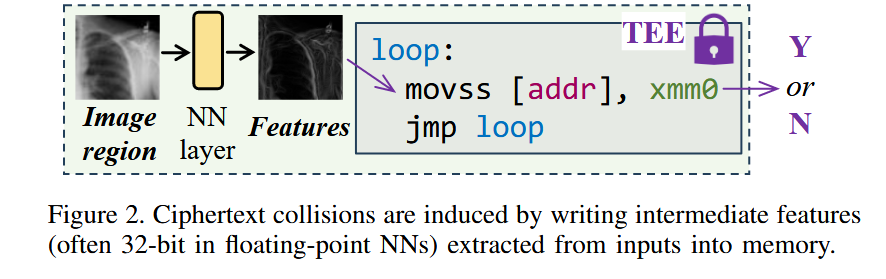 TEE
loop:
movss [addr], xmm0
jmp loop
Image region
NN layer
Features
Y
or
N
Figure 2. Ciphertext collisions are induced by writing intermediate features
(often 32-bit in floating-point NNs) extracted from inputs into memory.